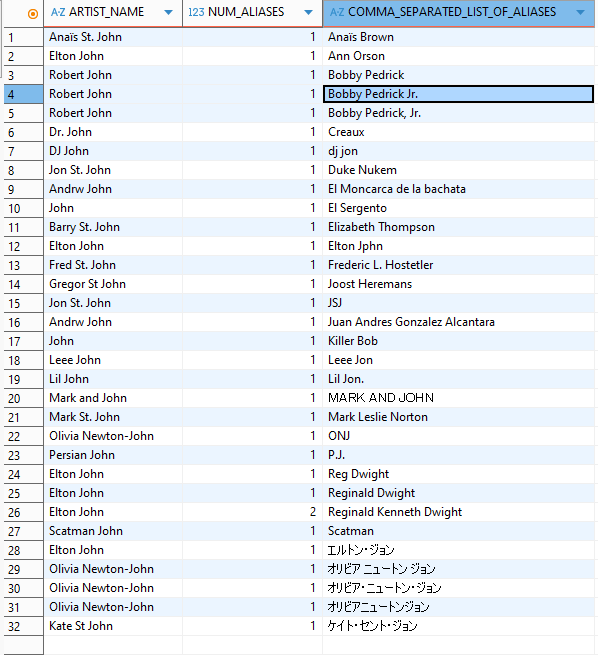 A-Z ARTIST_NAME 123 NUM_ALIASES A-Z COMMA_SEPARATED_LIST_OF_ALIASES
1 Anaïs St. John 1 Anaïs Brown
2 Elton John 1 Ann Orson
3 Robert John 1 Bobby Pedrick
4 Robert John 1 Bobby Pedrick Jr.
5 Robert John 1 Bobby Pedrick, Jr.
6 Dr. John 1 Creaux
7 DJ John 1 dj jon
8 Jon St. John 1 Duke Nukem
9 Andrw John 1 El Moncarca de la bachata
10 John 1 El Sergento
11 Barry St. John 1 Elizabeth Thompson
12 Elton John 1 Elton Jphn
13 Fred St. John 1 Frederic L. Hostetler
14 Gregor St John 1 Joost Heremans
15 Jon St. John 1 JSJ
16 Andrw John 1 Juan Andres Gonzalez Alcantara
17 John 1 Killer Bob
18 Leee John 1 Leee Jon
19 Lil John 1 Lil Jon.
20 Mark and John 1 ＭＡＲＫ ＡＮＤ ＪＯＨＮ
21 Mark St. John 1 Mark Leslie Norton
22 Olivia Newton-John 1 ONJ
23 Persian John 1 P.J.
24 Elton John 1 Reg Dwight
25 Elton John 1 Reginald Dwight
26 Elton John 2 Reginald Kenneth Dwight
27 Scatman John 1 Scatman
28 Elton John 1 エルトン・ジョン
29 Olivia Newton-John 1 オリビア ニュートン ジョン
30 Olivia Newton-John 1 オリビア・ニュートン・ジョン
31 Olivia Newton-John 1 オリビアニュートンジョン
32 Kate St John 1 ケイト・セント・ジョン